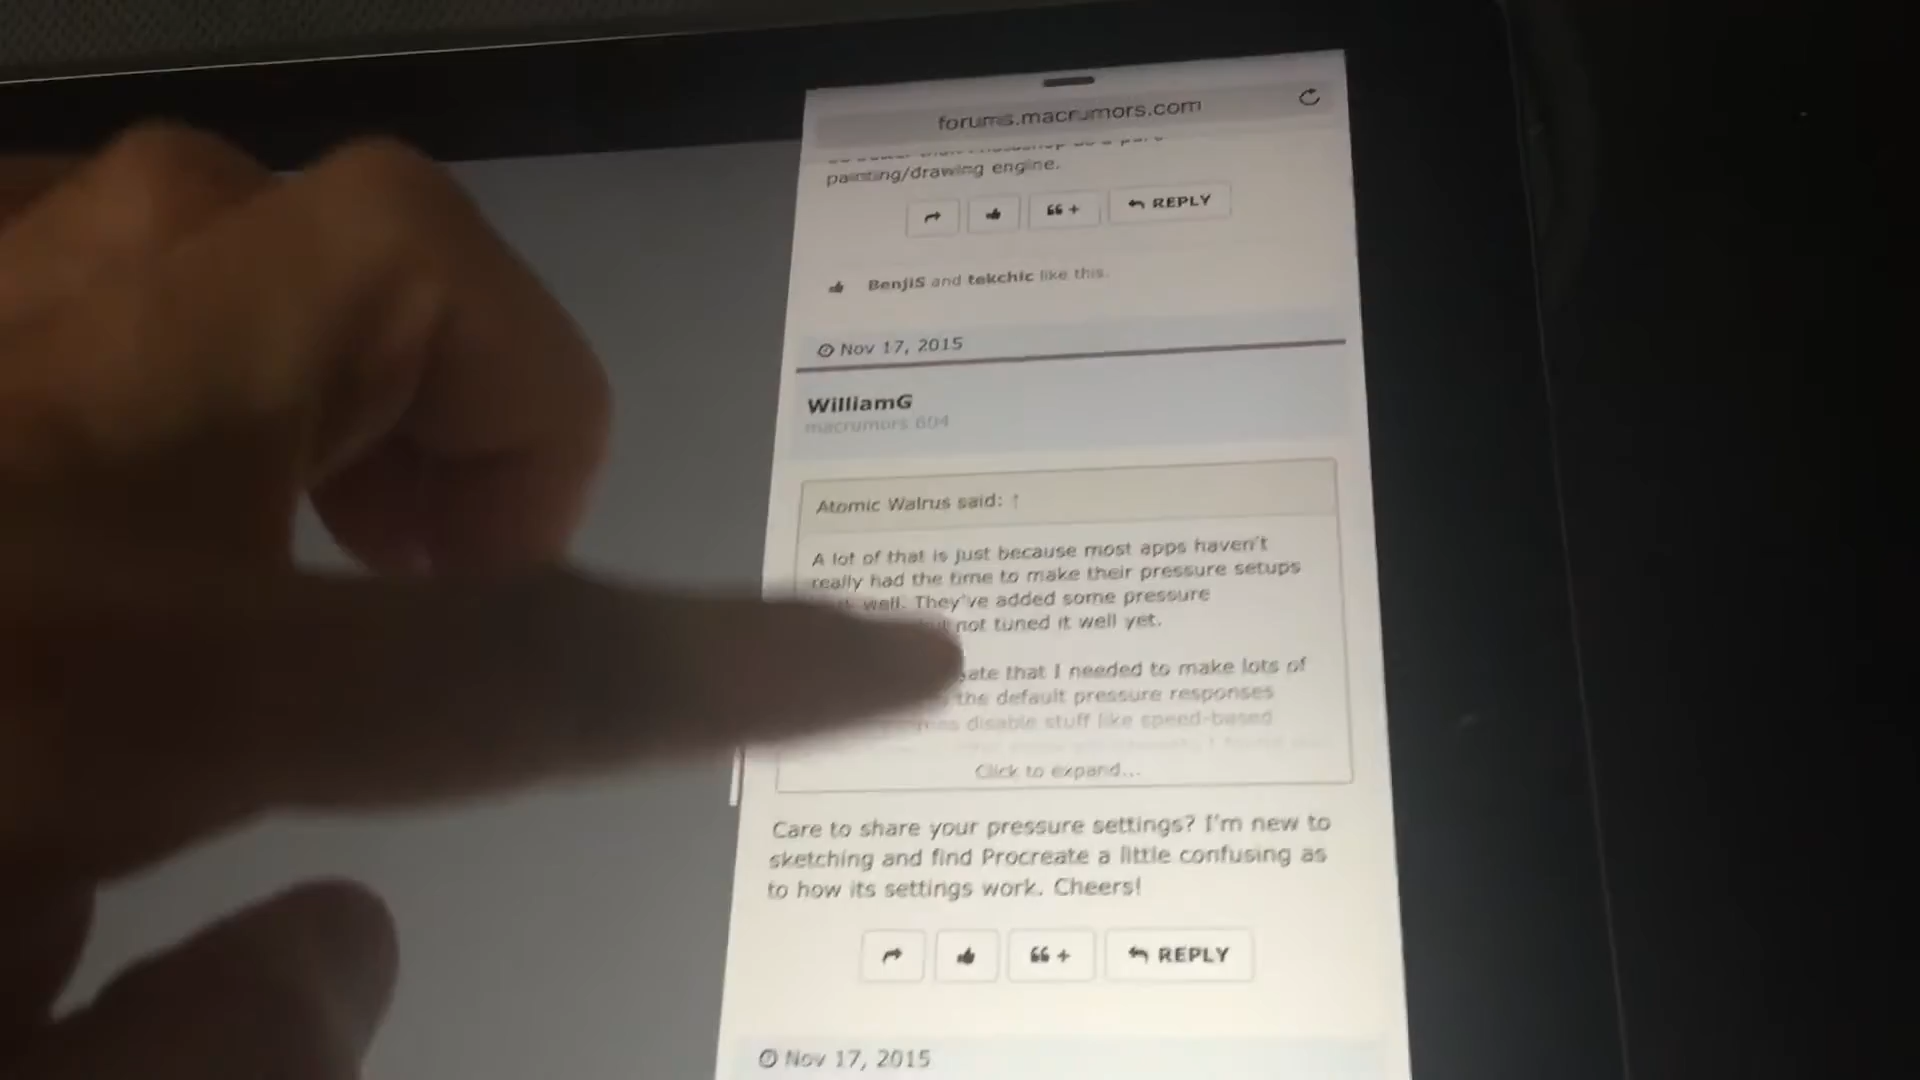 forums.macrumors.com
painting/drawing engine.
REPLY
BenjiS and tekchic like this.
Nov 17, 2015
WilliamG
macrumors 604
Atomic Walrus said: ↑
A lot of that is just because most apps haven't
really had the time to make their pressure setups
well. They've added some pressure
not tuned it well yet.
that I needed to make lots of
the default pressure responses
disable stuff like speed-based
Click to expand...
Care to share your pressure settings? I'm new to
sketching and find Procreate a little confusing as
to how its settings work. Cheers!
+ REPLY
Nov 17, 2015